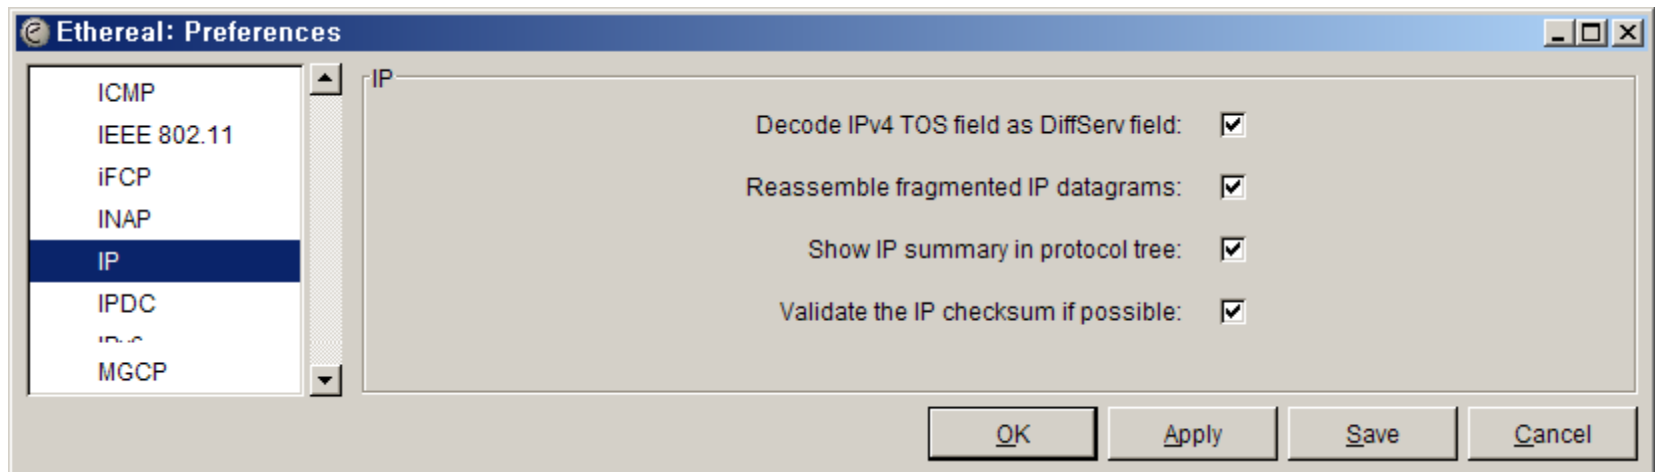 Ethereal: Preferences
ICMP
IEEE 802.11
iFCP
INAP
IP
IPDC
MGCP
IP
Decode IPv4 TOS field as DiffServ field:
Reassemble fragmented IP datagrams:
Show IP summary in protocol tree:
Validate the IP checksum if possible:
OK
Apply
Save
Cancel